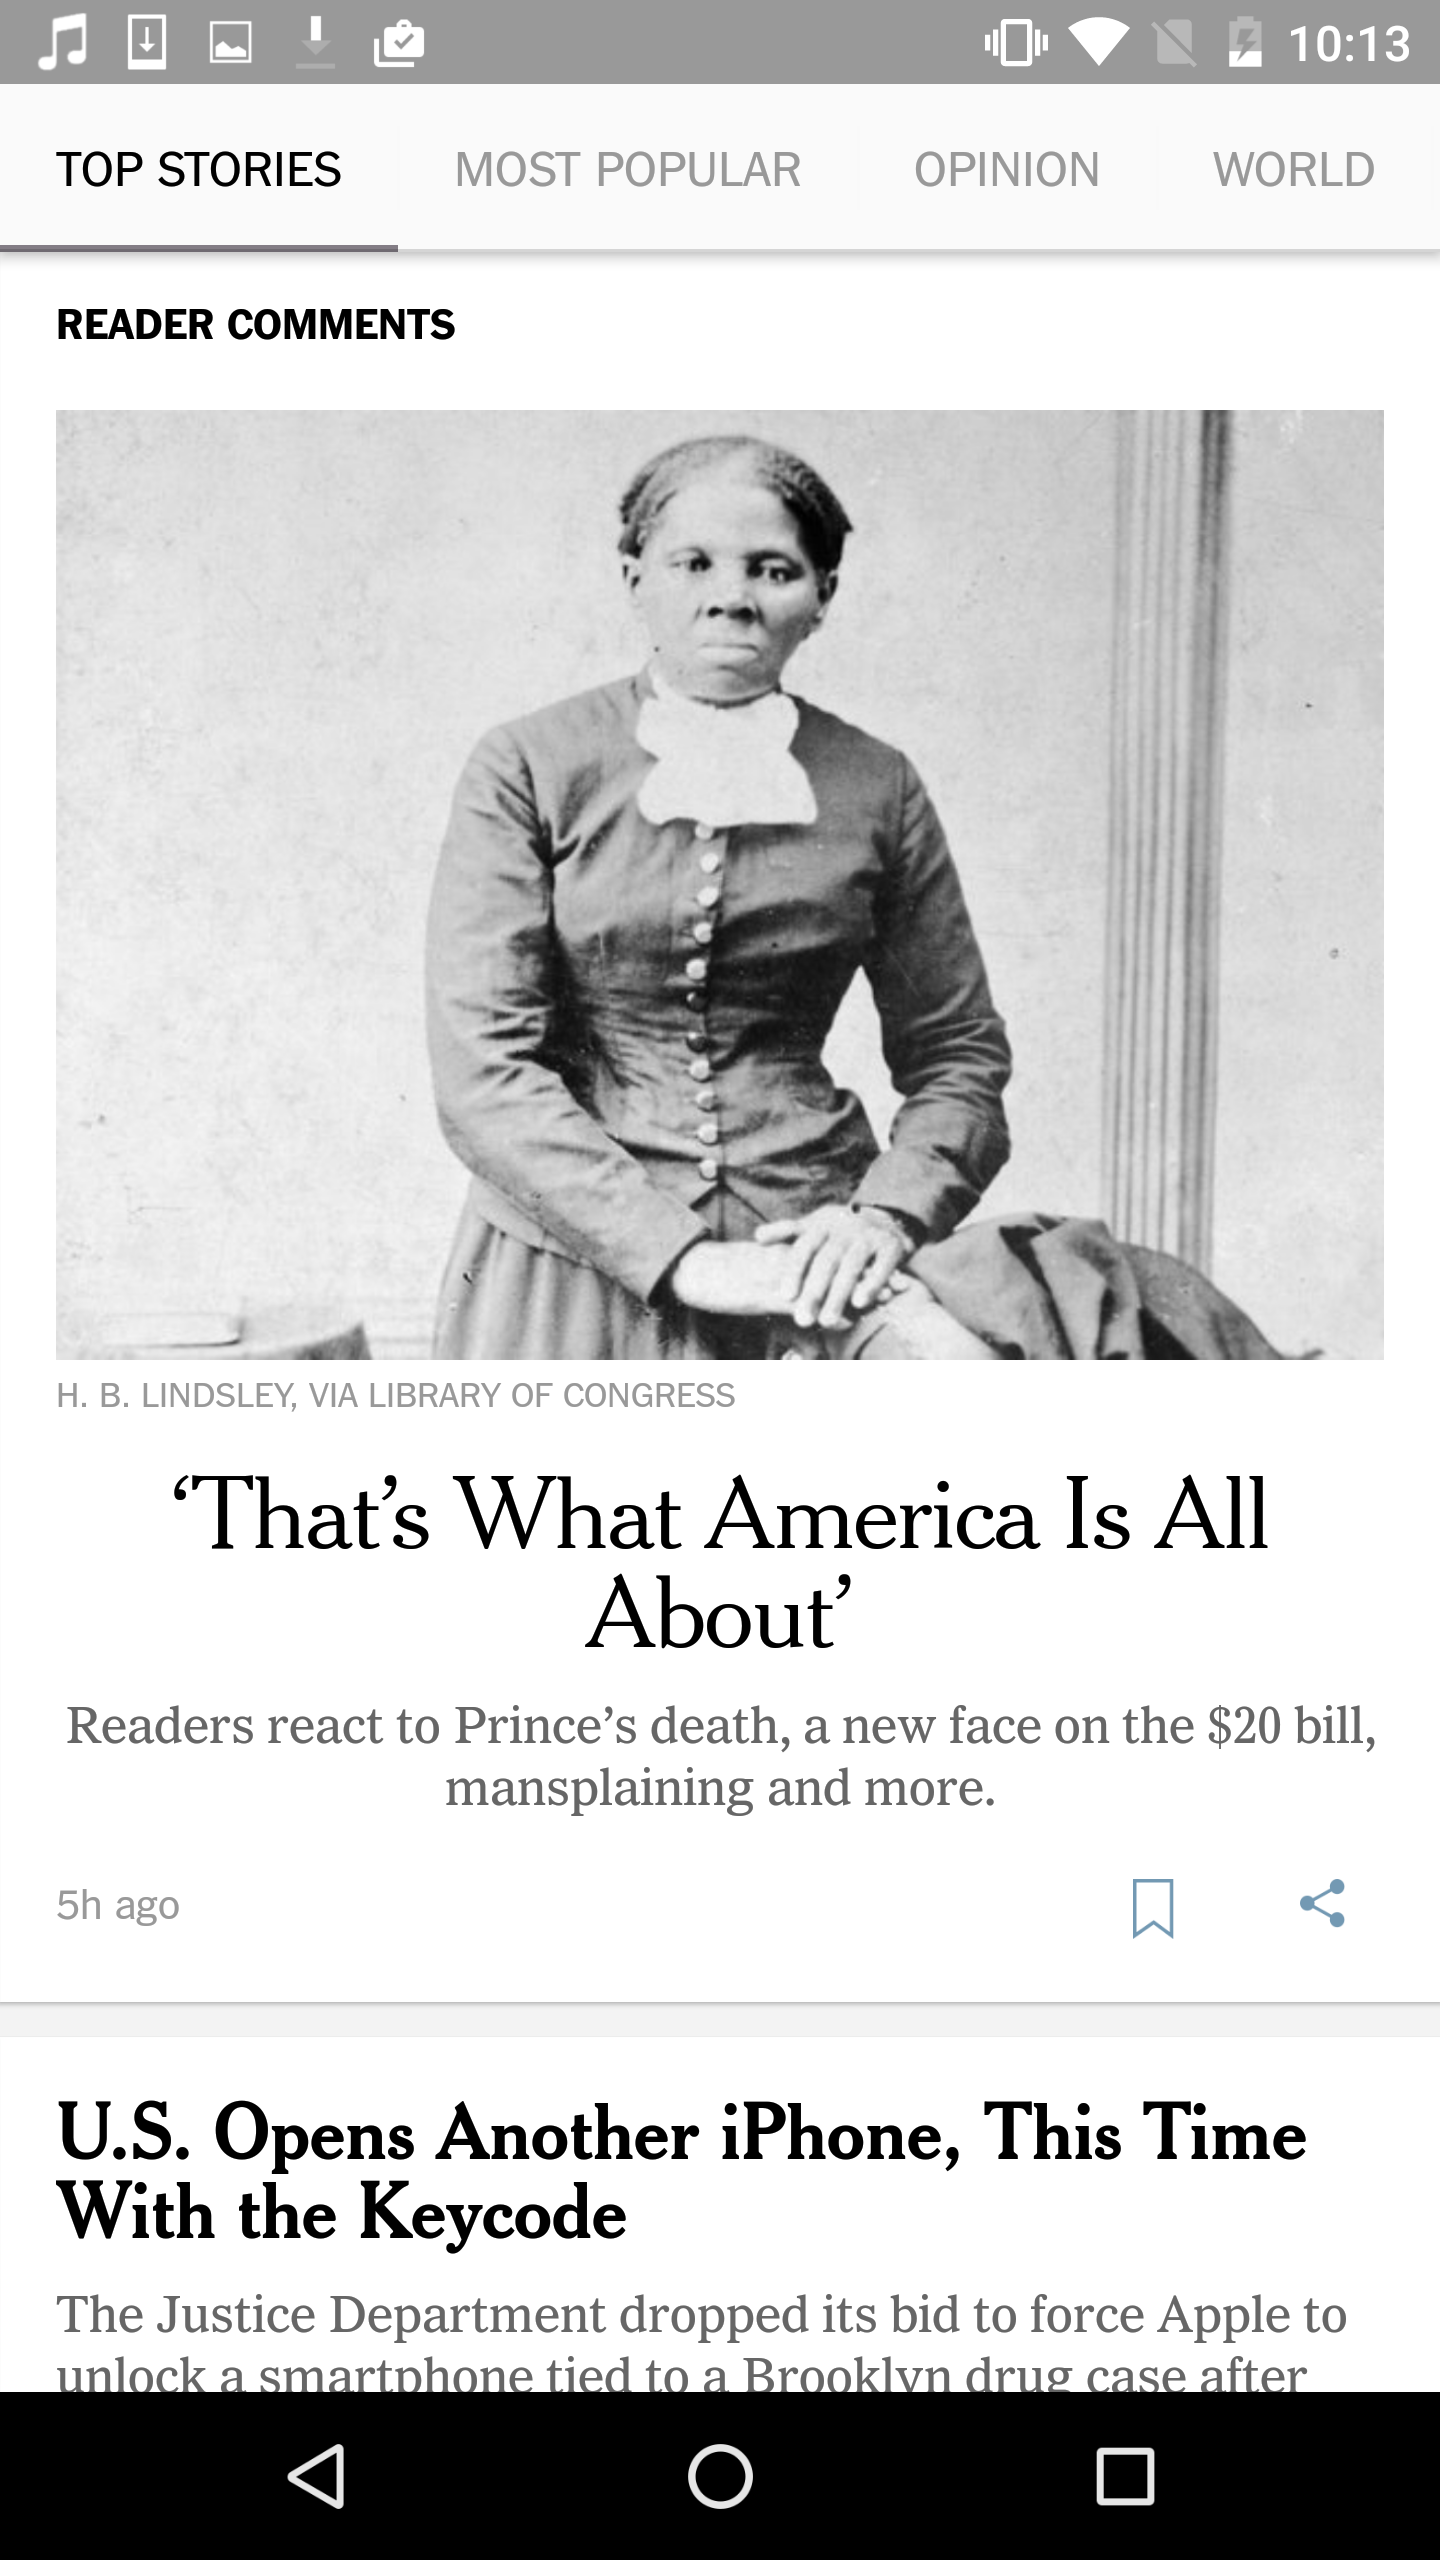 10:13
TOP STORIES MOST POPULAR OPINION WORLD
READER COMMENTS
H. B. LINDSLEY, VIA LIBRARY OF CONGRESS
‘That’s What America Is All
About’
Readers react to Prince’s death, a new face on the $20 bill,
mansplaining and more.
5h ago
U.S. Opens Another iPhone, This Time
With the Keycode
The Justice Department dropped its bid to force Apple to
unlock a smartphone tied to a Brooklyn drug case after